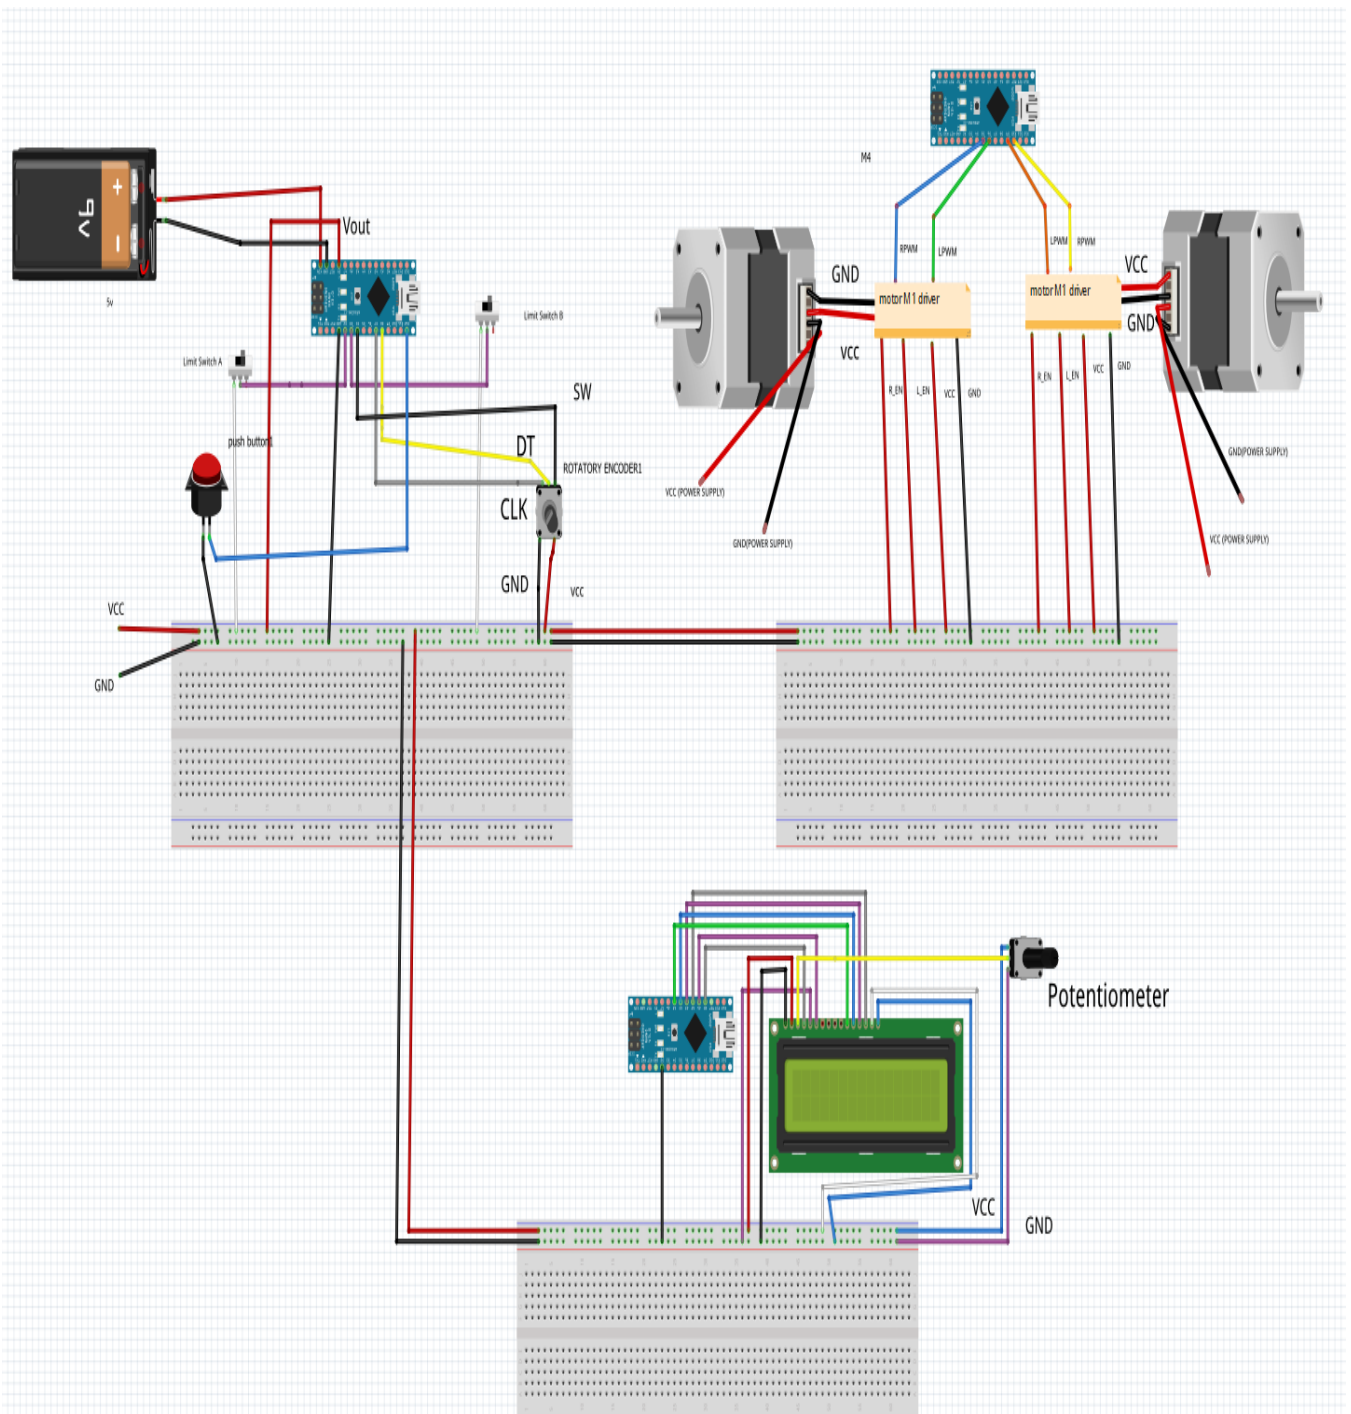 M4
9V
Vout
RPWM
LPWM
LPWM
RPWM
GND
VCC
motor M1 driver
motor M1 driver
5v
Limit Switch B
GND
Limit Switch A
VCC
SW
R_EN
L_EN
VCC
GND
R_EN
L_EN
VCC
GND
push button1
DT
ROTATORY ENCODER1
GND(POWER SUPPLY)
VCC (POWER SUPPLY)
CLK
GND(POWER SUPPLY)
VCC (POWER SUPPLY)
GND
VCC
VCC
GND
Potentiometer
VCC
GND